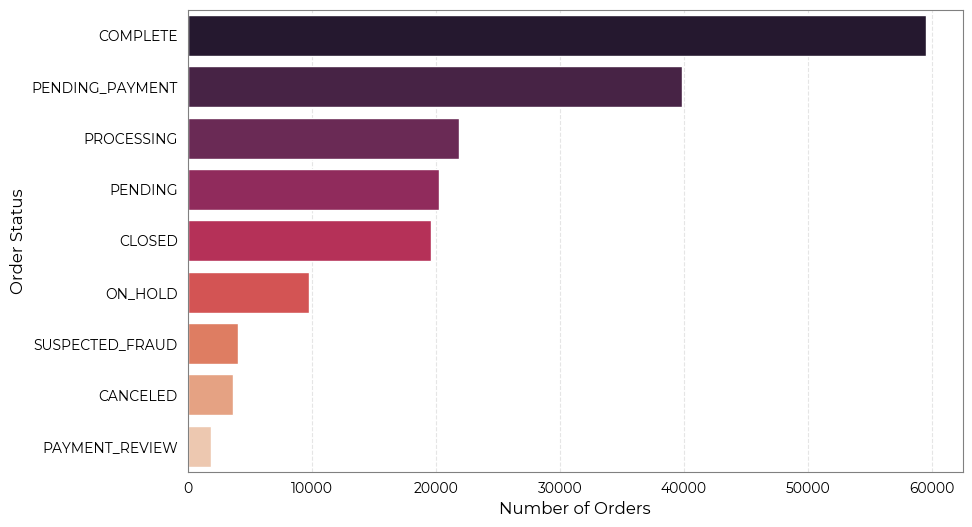 COMPLETE
PENDING_PAYMENT
PROCESSING
PENDING
CLOSED
ON_HOLD
SUSPECTED_FRAUD
CANCELED
PAYMENT_REVIEW
Order Status
0 10000 20000 30000 40000 50000 60000
Number of Orders